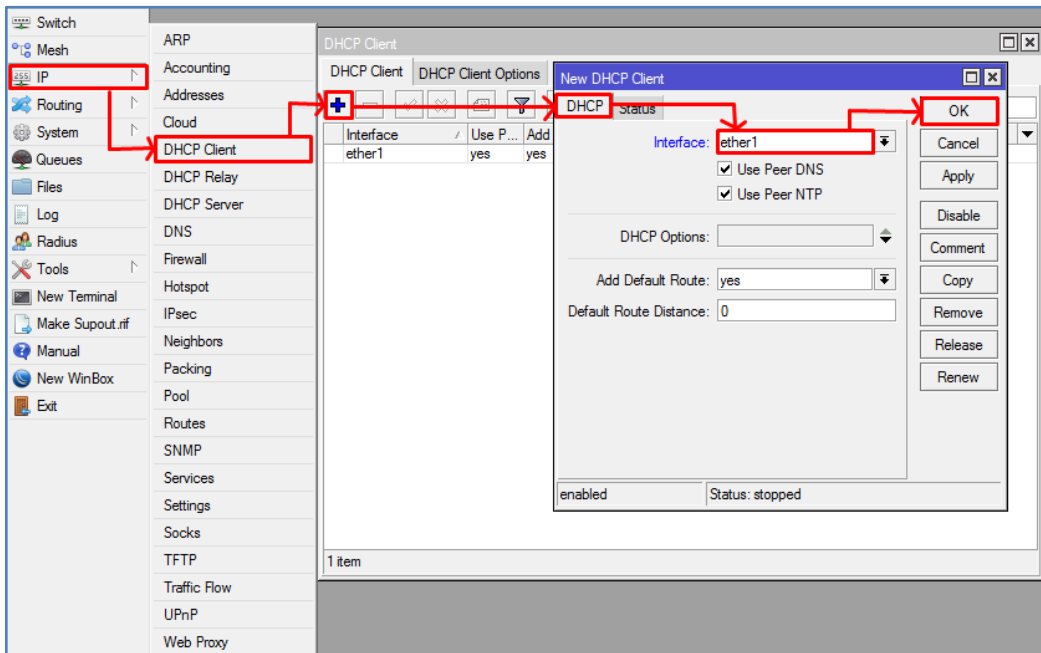 Switch
Mesh
255 IP
Routing
System
Queues
Files
Log
Radius
Tools
New Terminal
Make Supout.rif
Manual
New WinBox
Exit
ARP
Accounting
Addresses
Cloud
DHCP Client
DHCP Relay
DHCP Server
DNS
Firewall
Hotspot
IPsec
Neighbors
Packing
Pool
Routes
SNMP
Services
Settings
Socks
TFTP
Traffic Flow
UPnP
Web Proxy
DHCP Client
DHCP Client DHCP Client Options
Interface Use P... Add
ether1 yes yes
1 item
New DHCP Client
DHCP Status
Interface: ether1
Use Peer DNS
Use Peer NTP
DHCP Options:
Add Default Route: yes
Default Route Distance: 0
enabled Status: stopped
OK
Cancel
Apply
Disable
Comment
Copy
Remove
Release
Renew